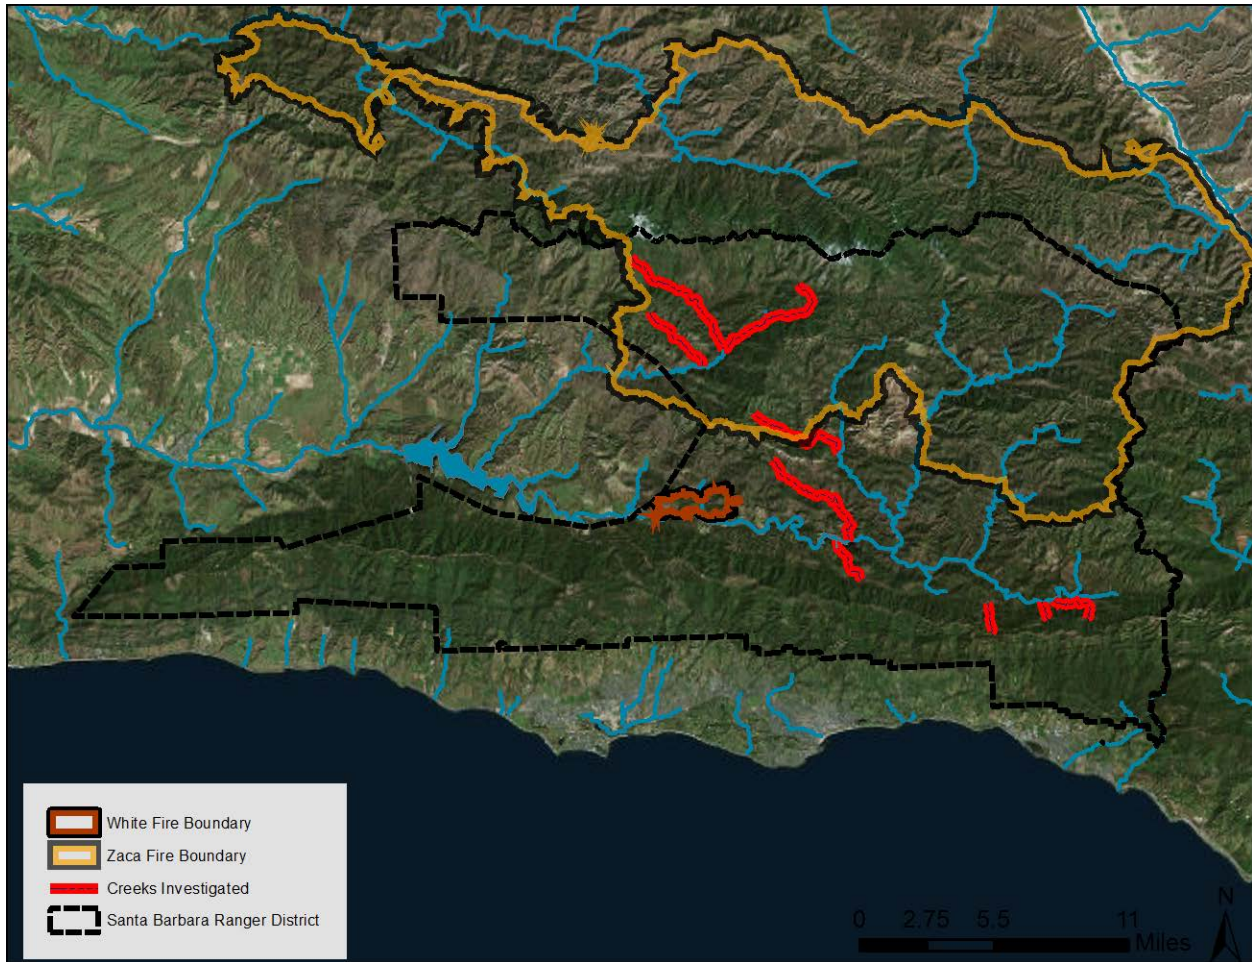 White Fire Boundary
Zaca Fire Boundary
Creeks Investigated
Santa Barbara Ranger District
N
0 2.75 5.5 11
Miles